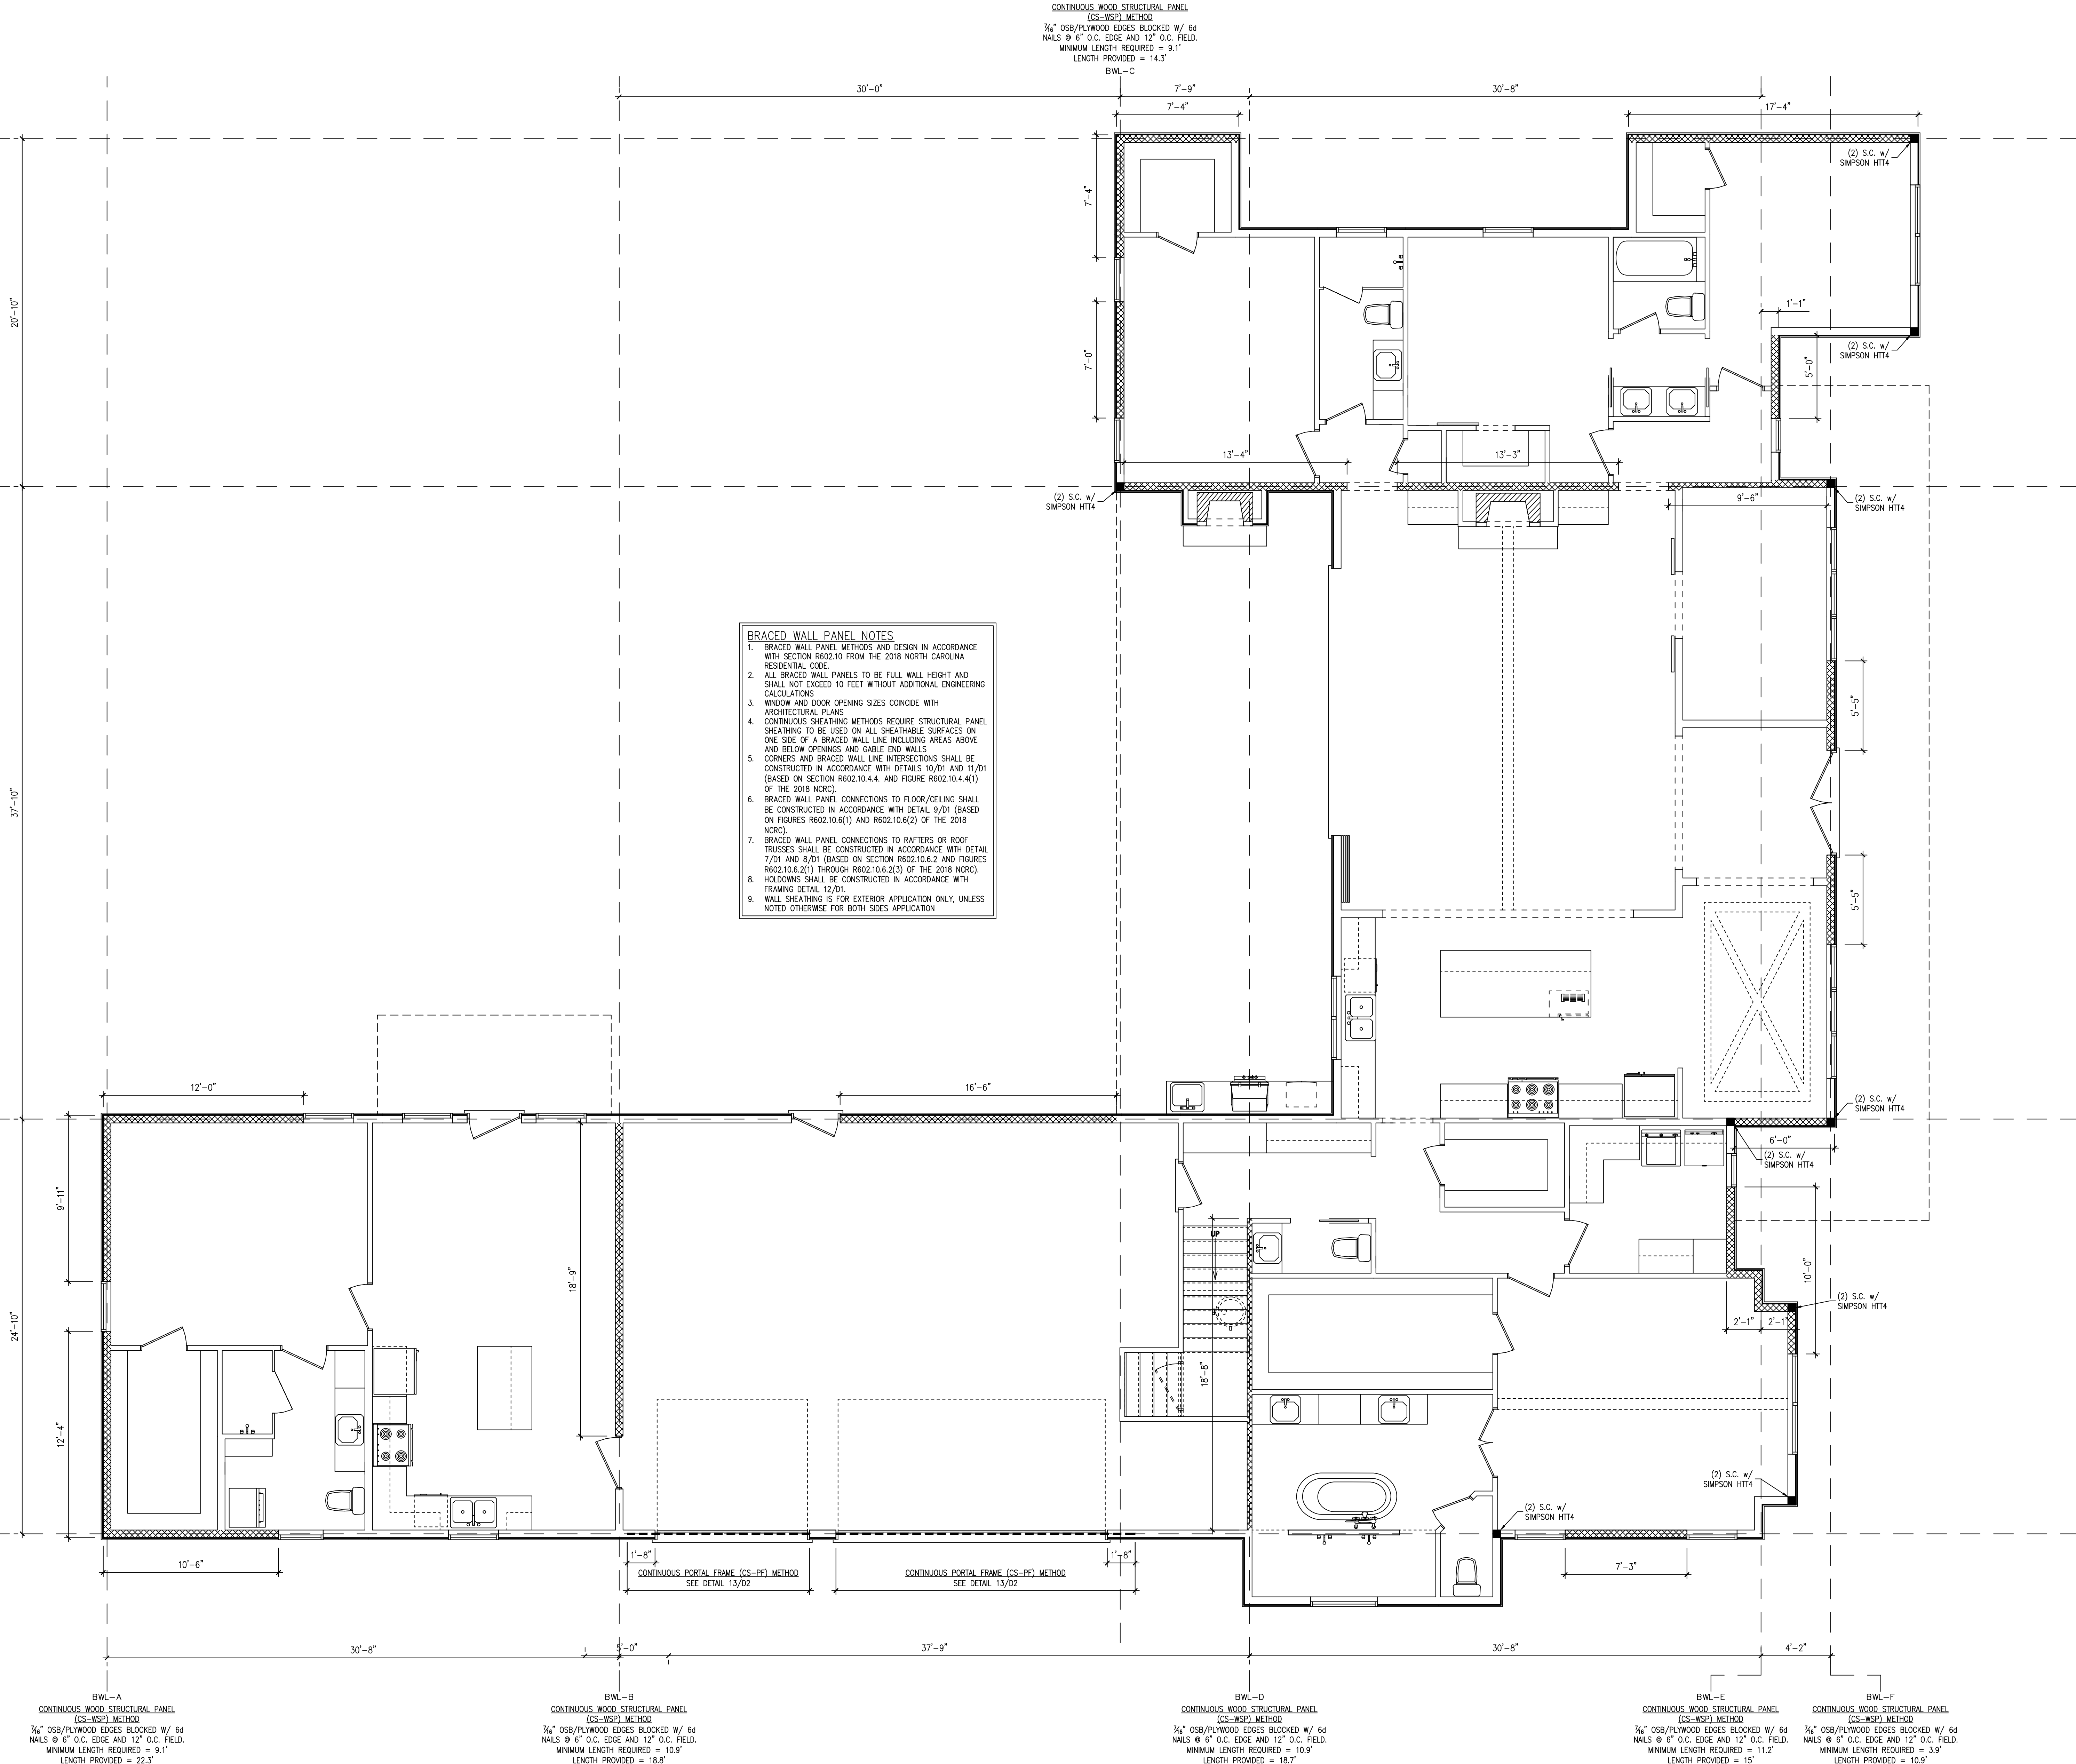 CONTINUOUS WOOD STRUCTURAL PANEL
(CS-WSP) METHOD
7/16" OSB/PLYWOOD EDGES BLOCKED W/ 6d
NAILS @ 6" O.C. EDGE AND 12" O.C. FIELD.
MINIMUM LENGTH REQUIRED = 9.1'
LENGTH PROVIDED = 14.3'
BWL-C
30'-0"
7'-9"
30'-8"
7'-4"
17'-4"
(2) S.C. w/
SIMPSON HTT4
7'-4"
20'-10"
1'-1"
(2) S.C. w/
SIMPSON HTT4
7'-0"
5'-0"
13'-4"
13'-3"
(2) S.C. w/
SIMPSON HTT4
9'-6"
(2) S.C. w/
SIMPSON HTT4
BRACED WALL PANEL NOTES
1. BRACED WALL PANEL METHODS AND DESIGN IN ACCORDANCE
WITH SECTION R602.10 FROM THE 2018 NORTH CAROLINA
RESIDENTIAL CODE.
2. ALL BRACED WALL PANELS TO BE FULL WALL HEIGHT AND
SHALL NOT EXCEED 10 FEET WITHOUT ADDITIONAL ENGINEERING
CALCULATIONS
3. WINDOW AND DOOR OPENING SIZES COINCIDE WITH
ARCHITECTURAL PLANS
4. CONTINUOUS SHEATHING METHODS REQUIRE STRUCTURAL PANEL
SHEATHING TO BE USED ON ALL SHEATHABLE SURFACES ON
ONE SIDE OF A BRACED WALL LINE INCLUDING AREAS ABOVE
AND BELOW OPENINGS AND GABLE END WALLS
5. CORNERS AND BRACED WALL LINE INTERSECTIONS SHALL BE
CONSTRUCTED IN ACCORDANCE WITH DETAILS 10/D1 AND 11/D1
(BASED ON SECTION R602.10.4.4. AND FIGURE R602.10.4.4(1)
OF THE 2018 NCRC).
6. BRACED WALL PANEL CONNECTIONS TO FLOOR/CEILING SHALL
BE CONSTRUCTED IN ACCORDANCE WITH DETAIL 9/D1 (BASED
ON FIGURES R602.10.6(1) AND R602.10.6(2) OF THE 2018
NCRC).
7. BRACED WALL PANEL CONNECTIONS TO RAFTERS OR ROOF
TRUSSES SHALL BE CONSTRUCTED IN ACCORDANCE WITH DETAIL
7/D1 AND 8/D1 (BASED ON SECTION R602.10.6.2 AND FIGURES
R602.10.6.2(1) THROUGH R602.10.6.2(3) OF THE 2018 NCRC).
8. HOLDOWNS SHALL BE CONSTRUCTED IN ACCORDANCE WITH
FRAMING DETAIL 12/D1.
9. WALL SHEATHING IS FOR EXTERIOR APPLICATION ONLY, UNLESS
NOTED OTHERWISE FOR BOTH SIDES APPLICATION
5'-5"
37'-10"
5'-5"
12'-0"
16'-6"
(2) S.C. w/
SIMPSON HTT4
6'-0"
(2) S.C. w/
SIMPSON HTT4
9'-11"
UP
18'-9"
10'-0"
(2) S.C. w/
SIMPSON HTT4
24'-10"
2'-1"
2'-1"
18'-8"
12'-4"
(2) S.C. w/
SIMPSON HTT4
(2) S.C. w/
SIMPSON HTT4
10'-6"
1'-8"
1'-8"
7'-3"
CONTINUOUS PORTAL FRAME (CS-PF) METHOD
SEE DETAIL 13/D2
CONTINUOUS PORTAL FRAME (CS-PF) METHOD
SEE DETAIL 13/D2
30'-8"
5'-0"
37'-9"
30'-8"
4'-2"
BWL-A
CONTINUOUS WOOD STRUCTURAL PANEL
(CS-WSP) METHOD
7/16" OSB/PLYWOOD EDGES BLOCKED W/ 6d
NAILS @ 6" O.C. EDGE AND 12" O.C. FIELD.
MINIMUM LENGTH REQUIRED = 9.1'
LENGTH PROVIDED = 22.3'
BWL-B
CONTINUOUS WOOD STRUCTURAL PANEL
(CS-WSP) METHOD
7/16" OSB/PLYWOOD EDGES BLOCKED W/ 6d
NAILS @ 6" O.C. EDGE AND 12" O.C. FIELD.
MINIMUM LENGTH REQUIRED = 10.9'
LENGTH PROVIDED = 18.8'
BWL-D
CONTINUOUS WOOD STRUCTURAL PANEL
(CS-WSP) METHOD
7/16" OSB/PLYWOOD EDGES BLOCKED W/ 6d
NAILS @ 6" O.C. EDGE AND 12" O.C. FIELD.
MINIMUM LENGTH REQUIRED = 10.9'
LENGTH PROVIDED = 18.7'
BWL-E
CONTINUOUS WOOD STRUCTURAL PANEL
(CS-WSP) METHOD
7/16" OSB/PLYWOOD EDGES BLOCKED W/ 6d
NAILS @ 6" O.C. EDGE AND 12" O.C. FIELD.
MINIMUM LENGTH REQUIRED = 11.2'
LENGTH PROVIDED = 15'
BWL-F
CONTINUOUS WOOD STRUCTURAL PANEL
(CS-WSP) METHOD
7/16" OSB/PLYWOOD EDGES BLOCKED W/ 6d
NAILS @ 6" O.C. EDGE AND 12" O.C. FIELD.
MINIMUM LENGTH REQUIRED = 3.9'
LENGTH PROVIDED = 10.9'